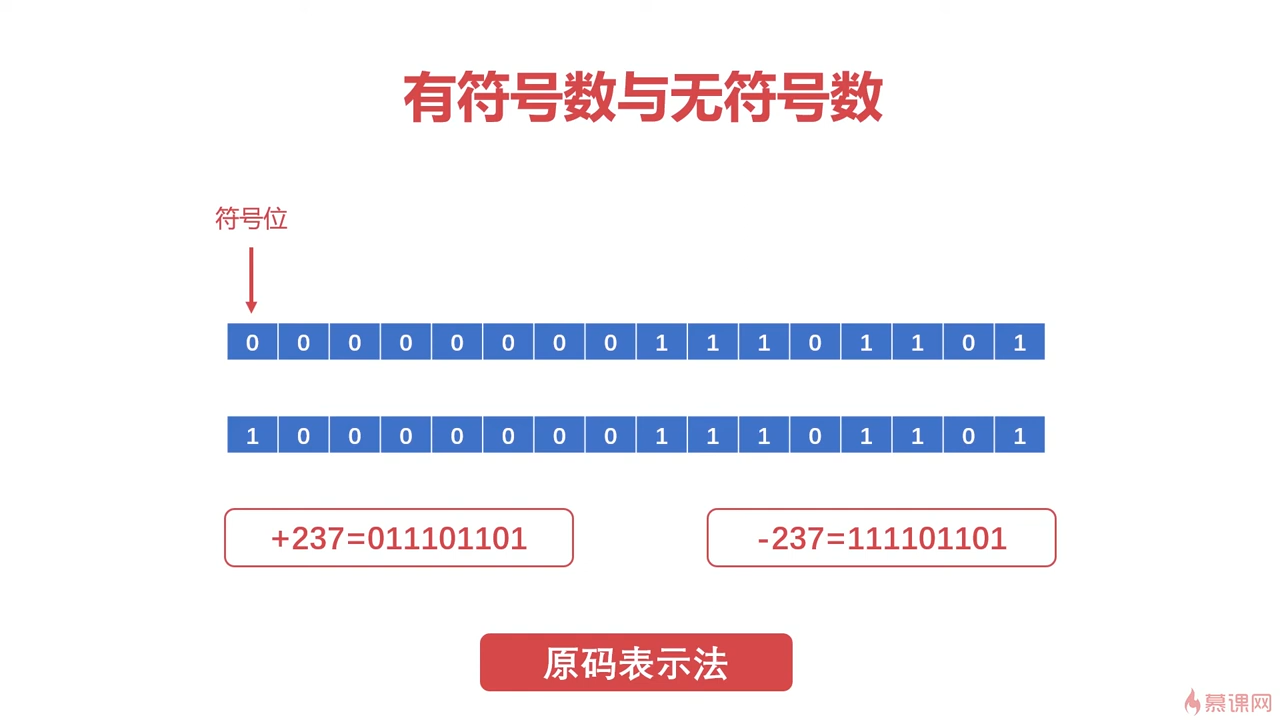 有符号数与无符号数
符号位
0 0 0 0 0 0 0 0 1 1 1 0 1 1 0 1
1 0 0 0 0 0 0 0 1 1 1 0 1 1 0 1
+237=011101101
-237=111101101
原码表示法
慕课网